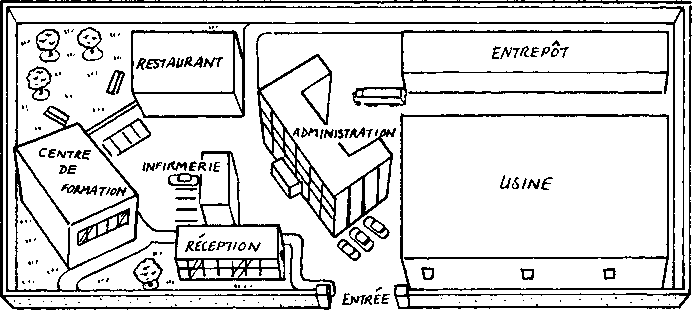 RESTAURANT
ENTREPÔT
ADMINISTRATION
CENTRE
DE
FORMATION
INFIRMERIE
USINE
RÉCEPTION
ENTRÉE